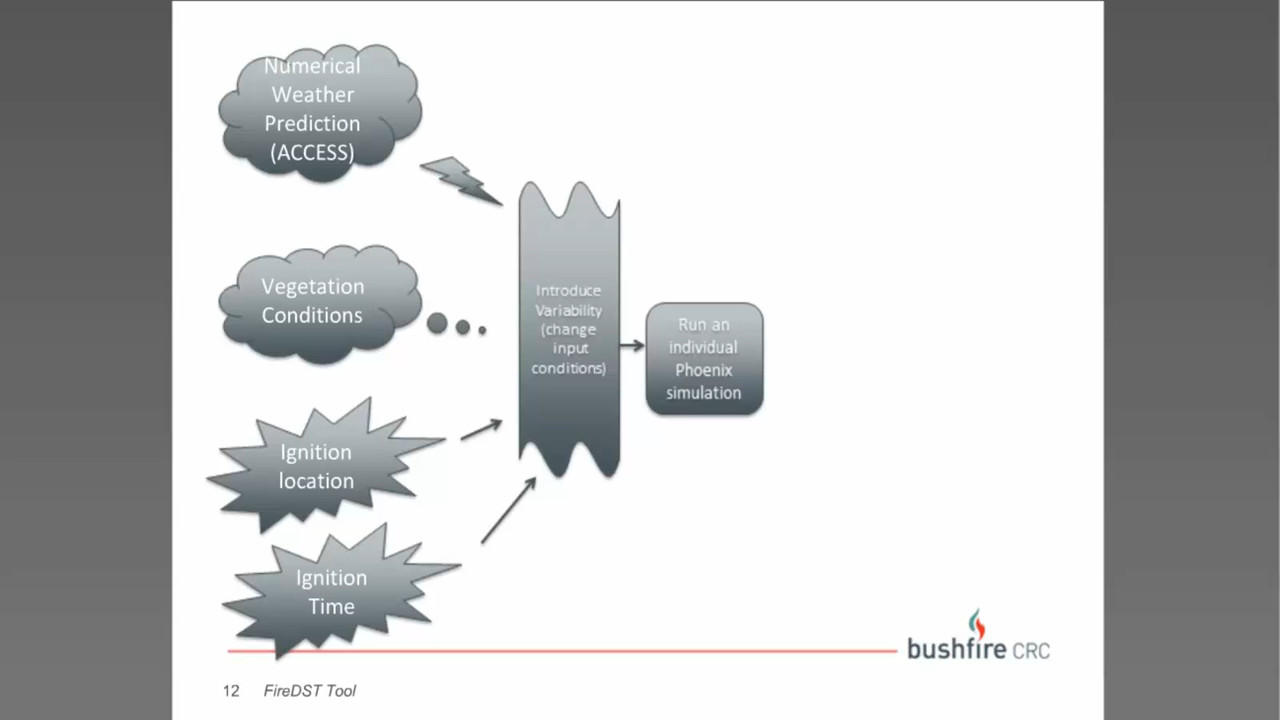 Numerical
Weather
Prediction
(ACCESS)
Vegetation
Conditions
Ignition
location
Ignition
Time
Introduce
Variability
(change
input
conditions)
Run an
individual
Phoenix
simulation
bushfire CRC
12 FireDST Tool